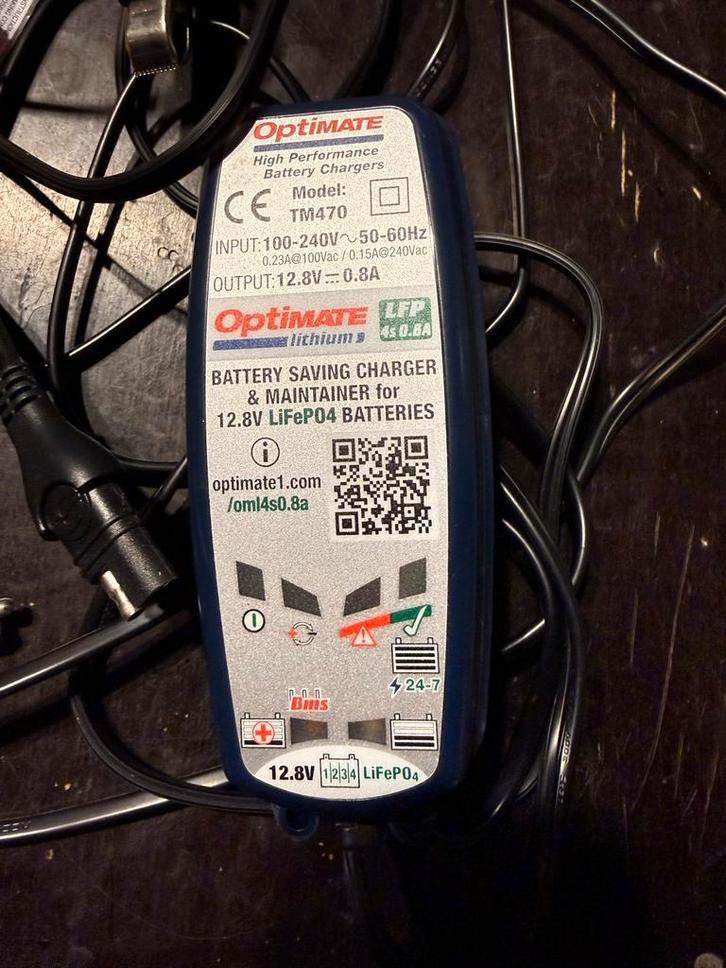 OptiMATE
High Performance
Battery Chargers
CE Model:
TM470
INPUT:100-240V~50-60Hz
0.23A@100Vac / 0.15A@240Vac
OUTPUT:12.8V⎓0.8A
OptiMATE LFP
lithium 4s 0.8A
BATTERY SAVING CHARGER
& MAINTAINER for
12.8V LiFePO4 BATTERIES
i
optimate1.com
/oml4s0.8a
24-7
Bms
12.8V 1234 LiFePO4